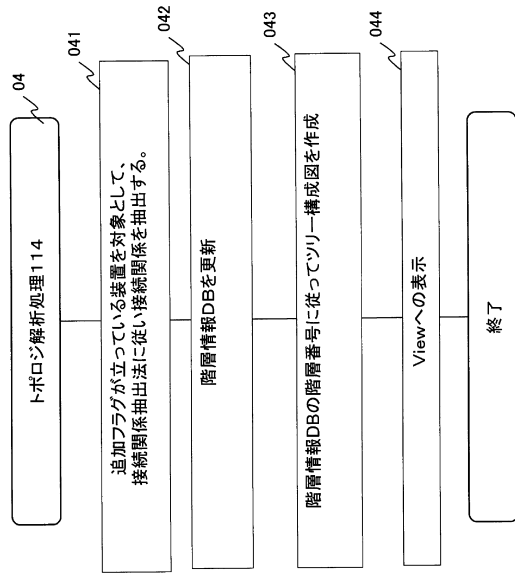 04
トポロジ解析処理114
041
追加フラグが立っている装置を対象として、
接続関係抽出法に従い接続関係を抽出する。
042
階層情報DBを更新
043
階層情報DBの階層番号に従ってツリー構成図を作成
044
Viewへの表示
終了